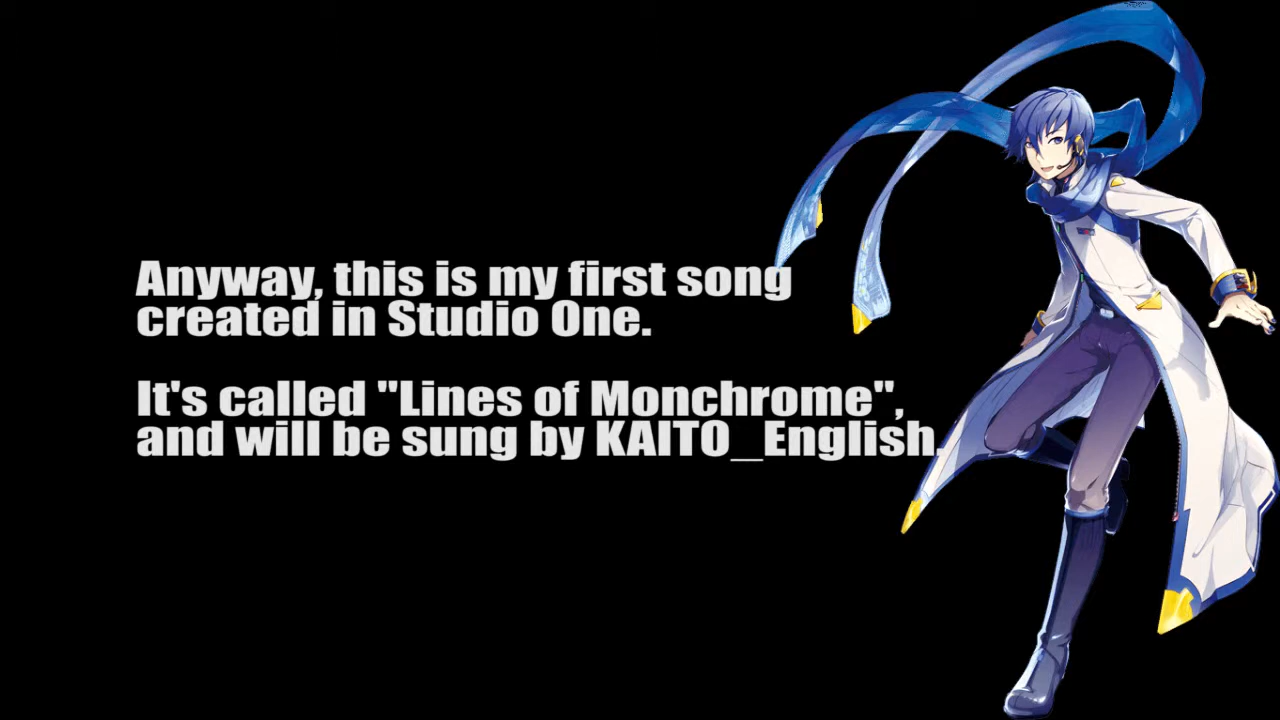 Anyway, this is my first song
created in Studio One.
It's called "Lines of Monchrome",
and will be sung by KAITO_English.